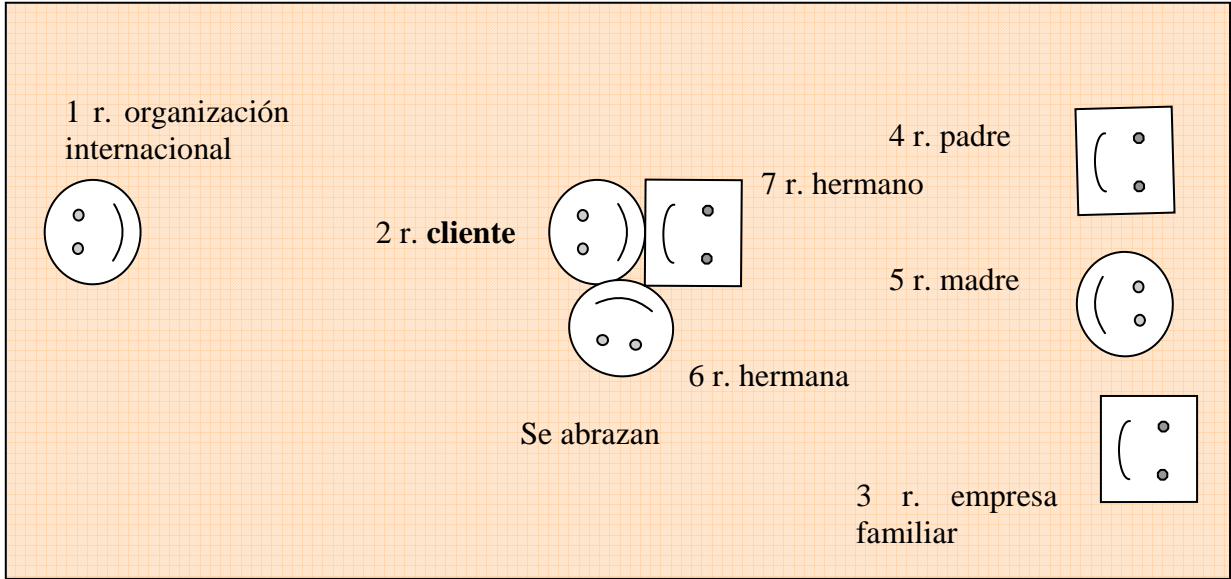 1 r. organización
internacional
4 r. padre
7 r. hermano
2 r. cliente
5 r. madre
6 r. hermana
Se abrazan
3 r. empresa
familiar